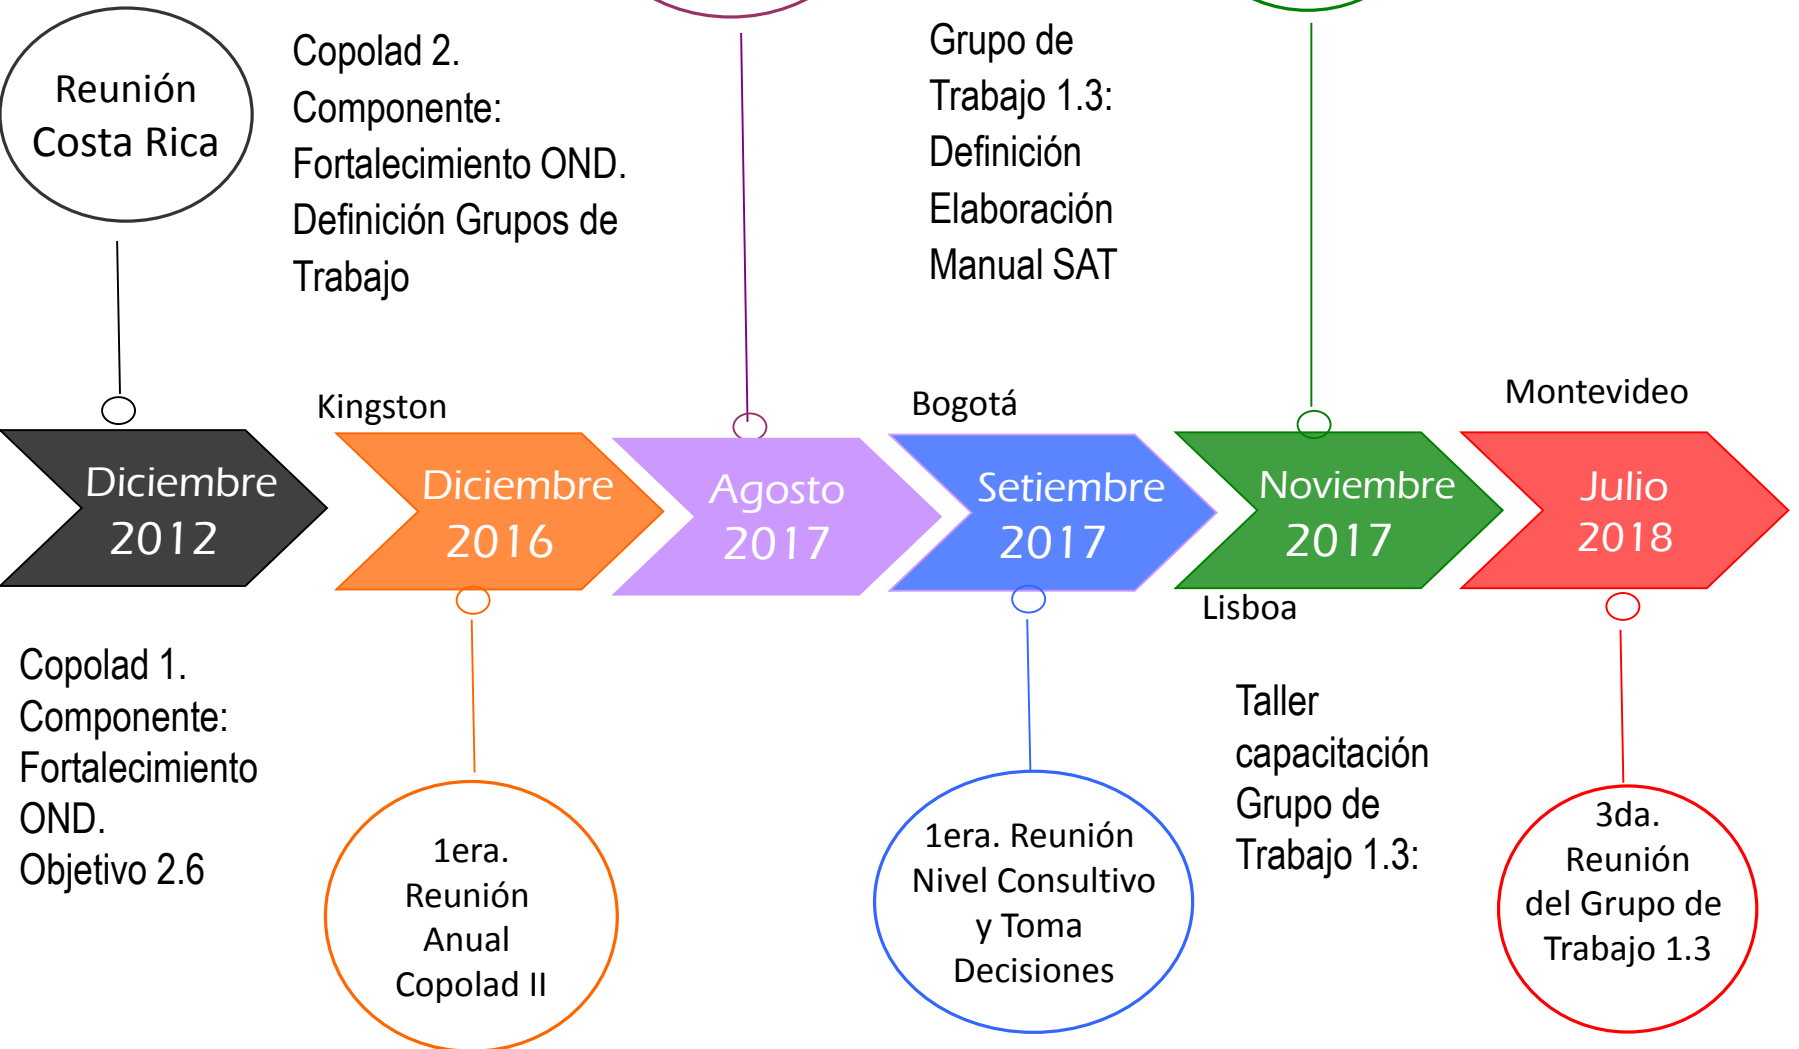 Reunión
Costa Rica
Copolad 2.
Componente:
Fortalecimiento OND.
Definición Grupos de
Trabajo
Grupo de
Trabajo 1.3:
Definición
Elaboración
Manual SAT
Kingston
Bogotá
Montevideo
Diciembre
2012
Diciembre
2016
Agosto
2017
Setiembre
2017
Noviembre
2017
Julio
2018
Lisboa
Copolad 1.
Componente:
Fortalecimiento
OND.
Objetivo 2.6
1era.
Reunión
Anual
Copolad II
1era. Reunión
Nivel Consultivo
y Toma
Decisiones
Taller
capacitación
Grupo de
Trabajo 1.3:
3da.
Reunión
del Grupo de
Trabajo 1.3